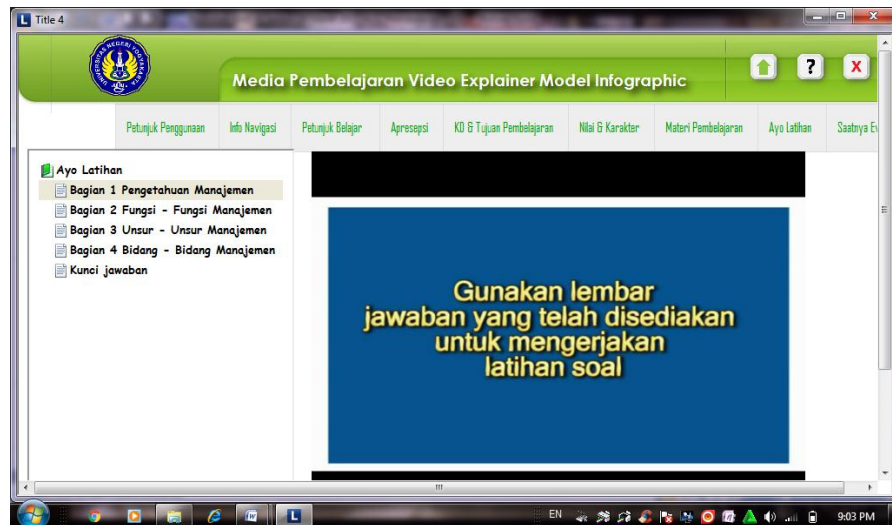 Title 4
Media Pembelajaran Video Explainer Model Infographic
?
X
Petunjuk Penggunaan
Info Navigasi
Petunjuk Belajar
Apresepsi
KD & Tujuan Pembelajaran
Nilai & Karakter
Materi Pembelajaran
Ayo Latihan
Saatnya Ev
Ayo Latihan
Bagian 1 Pengetahuan Manajemen
Bagian 2 Fungsi - Fungsi Manajemen
Bagian 3 Unsur - Unsur Manajemen
Bagian 4 Bidang - Bidang Manajemen
Kunci jawaban
Gunakan lembar
jawaban yang telah disediakan
untuk mengerjakan
latihan soal
EN
9:03 PM